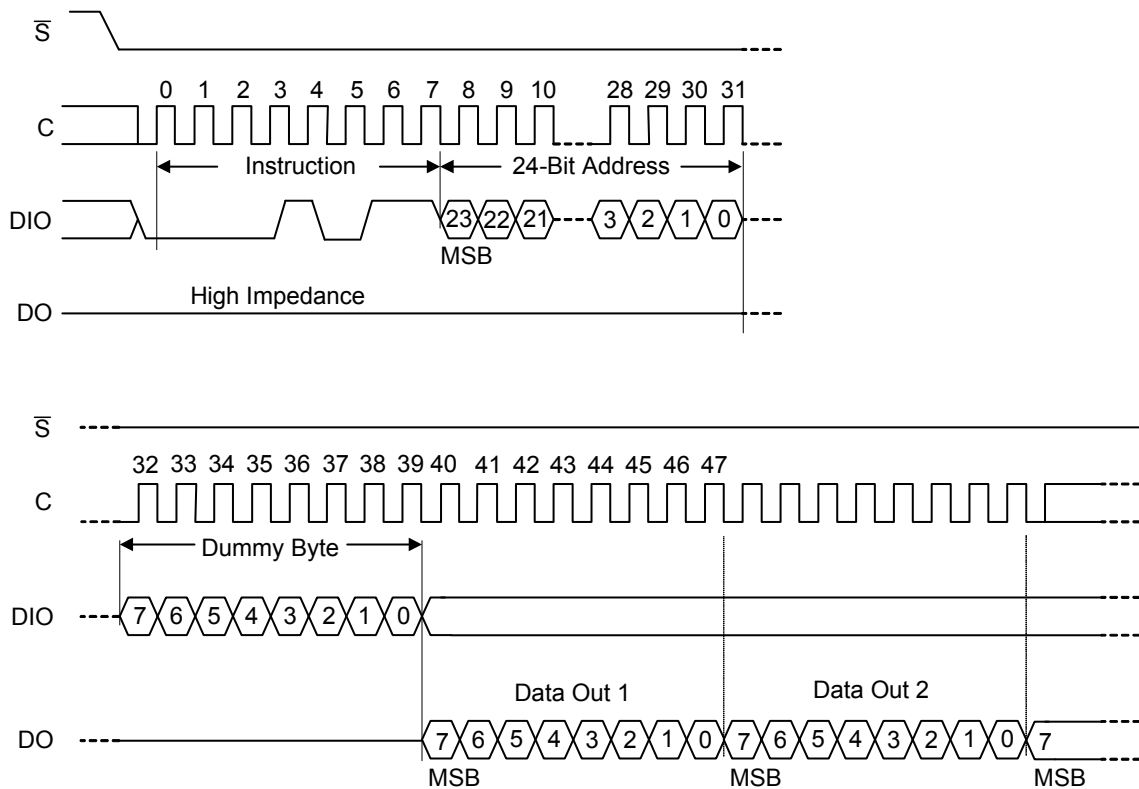 S
0 1 2 3 4 5 6 7 8 9 10 28 29 30 31
C
Instruction 24-Bit Address
DIO 23 22 21 3 2 1 0
MSB
High Impedance
DO
S
32 33 34 35 36 37 38 39 40 41 42 43 44 45 46 47
C
Dummy Byte
DIO 7 6 5 4 3 2 1 0
Data Out 1 Data Out 2
DO 7 6 5 4 3 2 1 0 7 6 5 4 3 2 1 0 7
MSB MSB MSB